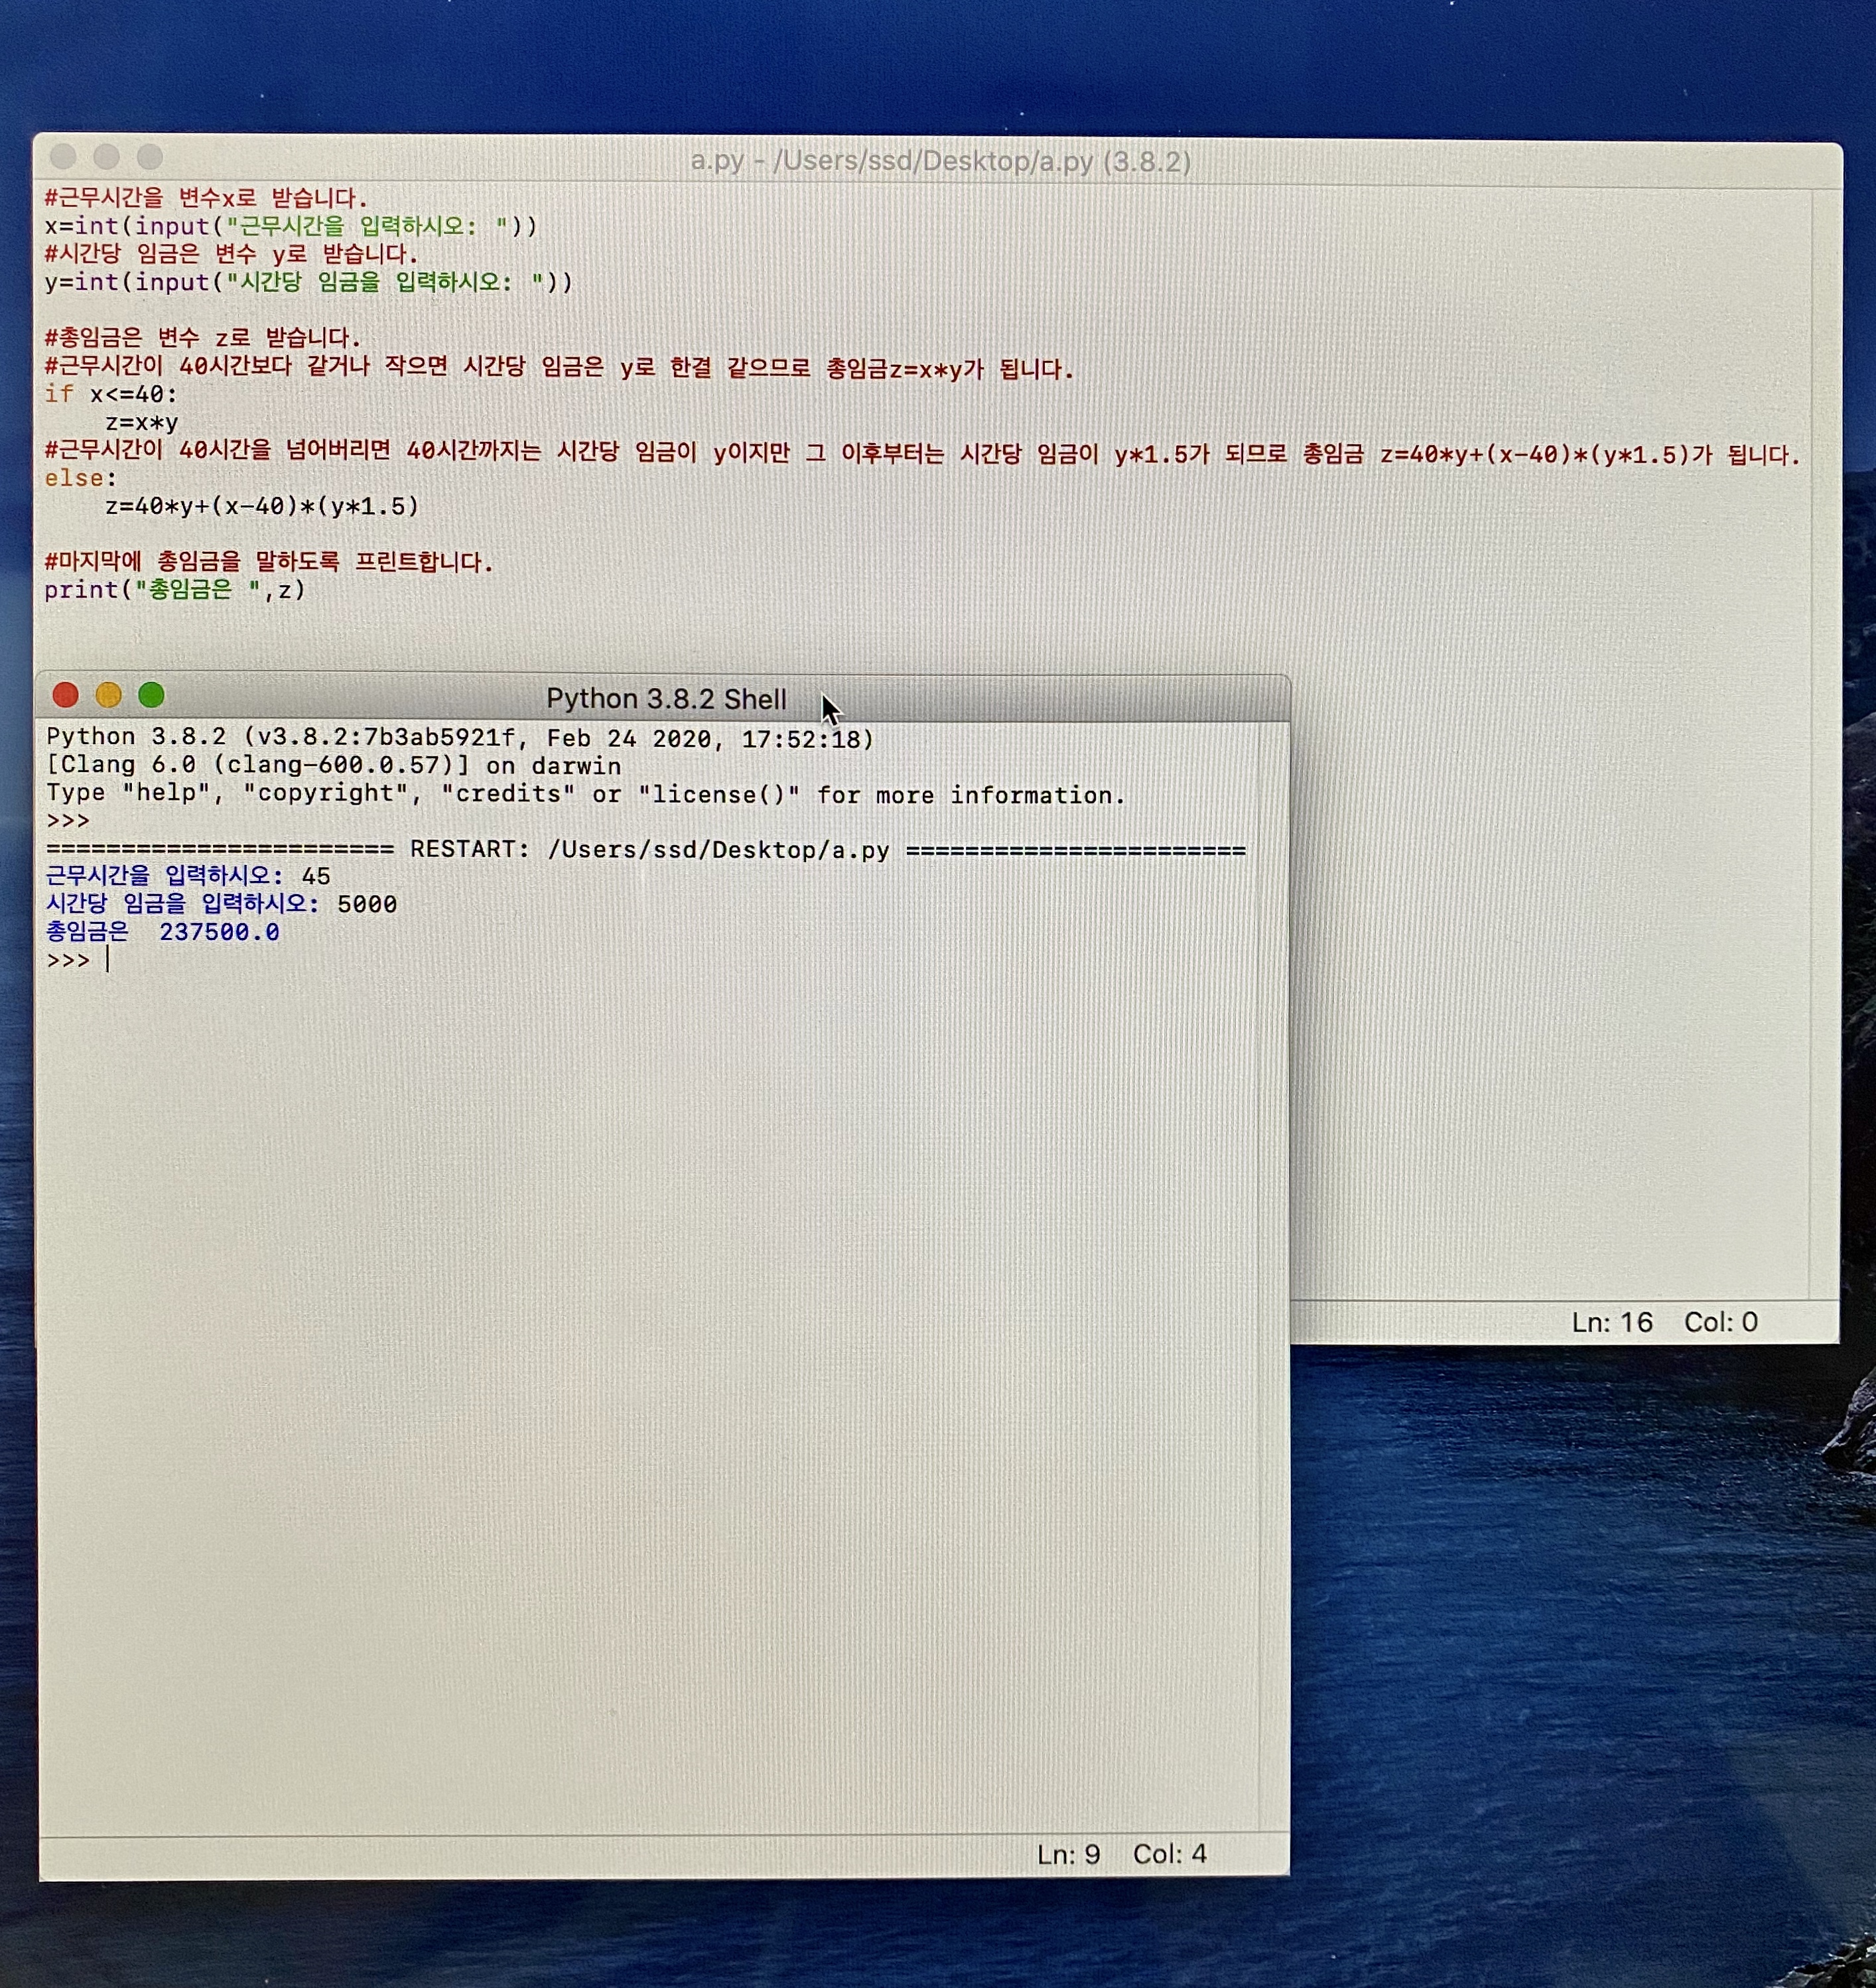 a.py - /Users/ssd/Desktop/a.py (3.8.2)
#근무시간을 변수x로 받습니다.
x=int(input("근무시간을 입력하시오: "))
#시간당 임금은 변수 y로 받습니다.
y=int(input("시간당 임금을 입력하시오: "))
#총임금은 변수 z로 받습니다.
#근무시간이 40시간보다 같거나 작으면 시간당 임금은 y로 한결 같으므로 총임금z=x*y가 됩니다.
if x<=40:
    z=x*y
#근무시간이 40시간을 넘어버리면 40시간까지는 시간당 임금이 y이지만 그 이후부터는 시간당 임금이 y*1.5가 되므로 총임금 z=40*y+(x-40)*(y*1.5)가 됩니다.
else:
    z=40*y+(x-40)*(y*1.5)
#마지막에 총임금을 말하도록 프린트합니다.
print("총임금은 ",z)
Python 3.8.2 Shell
Python 3.8.2 (v3.8.2:7b3ab5921f, Feb 24 2020, 17:52:18)
[Clang 6.0 (clang-600.0.57)] on darwin
Type "help", "copyright", "credits" or "license()" for more information.
>>>
======================= RESTART: /Users/ssd/Desktop/a.py =======================
근무시간을 입력하시오: 45
시간당 임금을 입력하시오: 5000
총임금은  237500.0
>>>
Ln: 16 Col: 0
Ln: 9 Col: 4